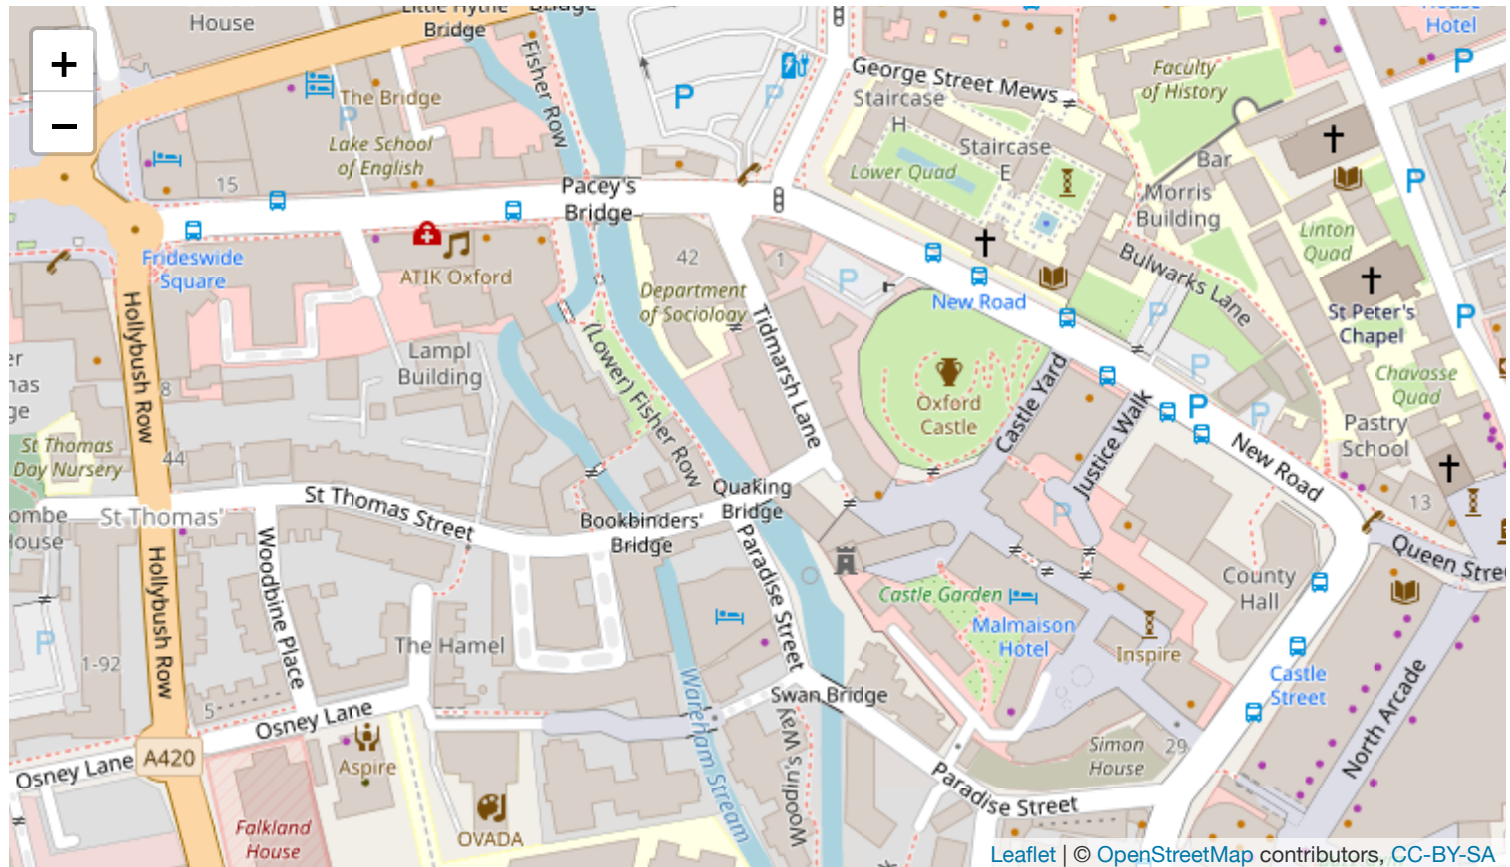 House
Little Hythe
Bridge
Bridge
House
Hotel
+
−
The Bridge
P
Lake School
of English
15
Fisher Row
P
P
George Street Mews
Staircase
H
Staircase
E
Lower Quad
Faculty
of History
Bar
Morris
Building
P
P
Pacey's
Bridge
Frideswide
Square
ATIK Oxford
42
Department
of Sociology
1
P
New Road
Bulwarks Lane
Linton
Quad
St Peter's
Chapel
P
P
P
Hollybush Row
Lampl
Building
(Lower) Fisher Row
Tidmarsh Lane
Oxford
Castle
Castle Yard
Justice Walk
P
P
Chavasse
Quad
Pastry
School
8
44
St Thomas
Day Nursery
St Thomas'
St Thomas Street
Quaking
Bridge
Bookbinders'
Bridge
New Road
13
Queen Stree
P
Hollybush Row
Woodbine Place
Paradise Street
County
Hall
Castle Garden
Malmaison
Hotel
Inspire
Castle
Street
P
1-92
The Hamel
5
Osney Lane
Osney Lane
A420
Aspire
OVADA
Falkland
House
Wareham Stream
Woodin's Way
Swan Bridge
Paradise Street
Simon
House
29
North Arcade
Leaflet | © OpenStreetMap contributors, CC-BY-SA